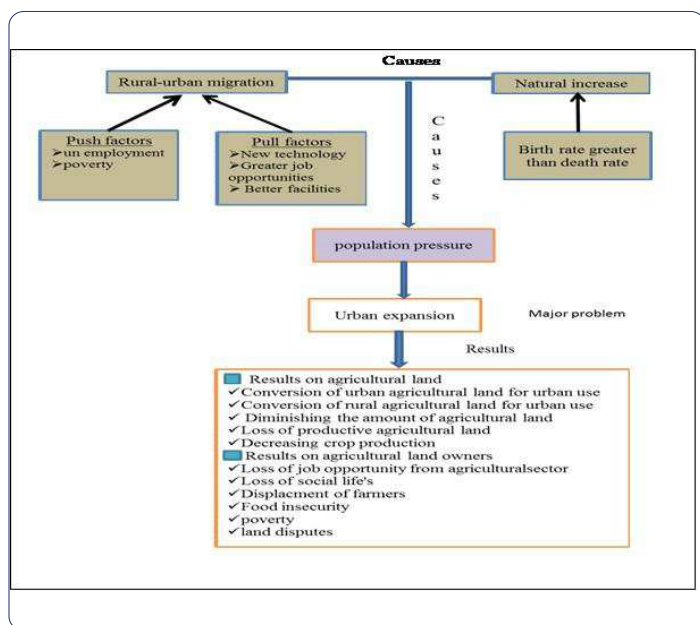 Causes
Rural-urban migration
Natural increase
Push factors
➢un employment
➢poverty
Pull factors
➢New technology
➢Greater job
opportunities
➢ Better facilities
Causes
Birth rate greater
than death rate
population pressure
Urban expansion
Major problem
Results
Results on agricultural land
✓Conversion of urban agricultural land for urban use
✓Conversion of rural agricultural land for urban use
✓ Diminishing the amount of agricultural land
✓Loss of productive agricultural land
✓Decreasing crop production
Results on agricultural land owners
✓Loss of job opportunity from agriculturalsector
✓Loss of social life's
✓Displacment of farmers
✓Food insecurity
✓poverty
✓land disputes